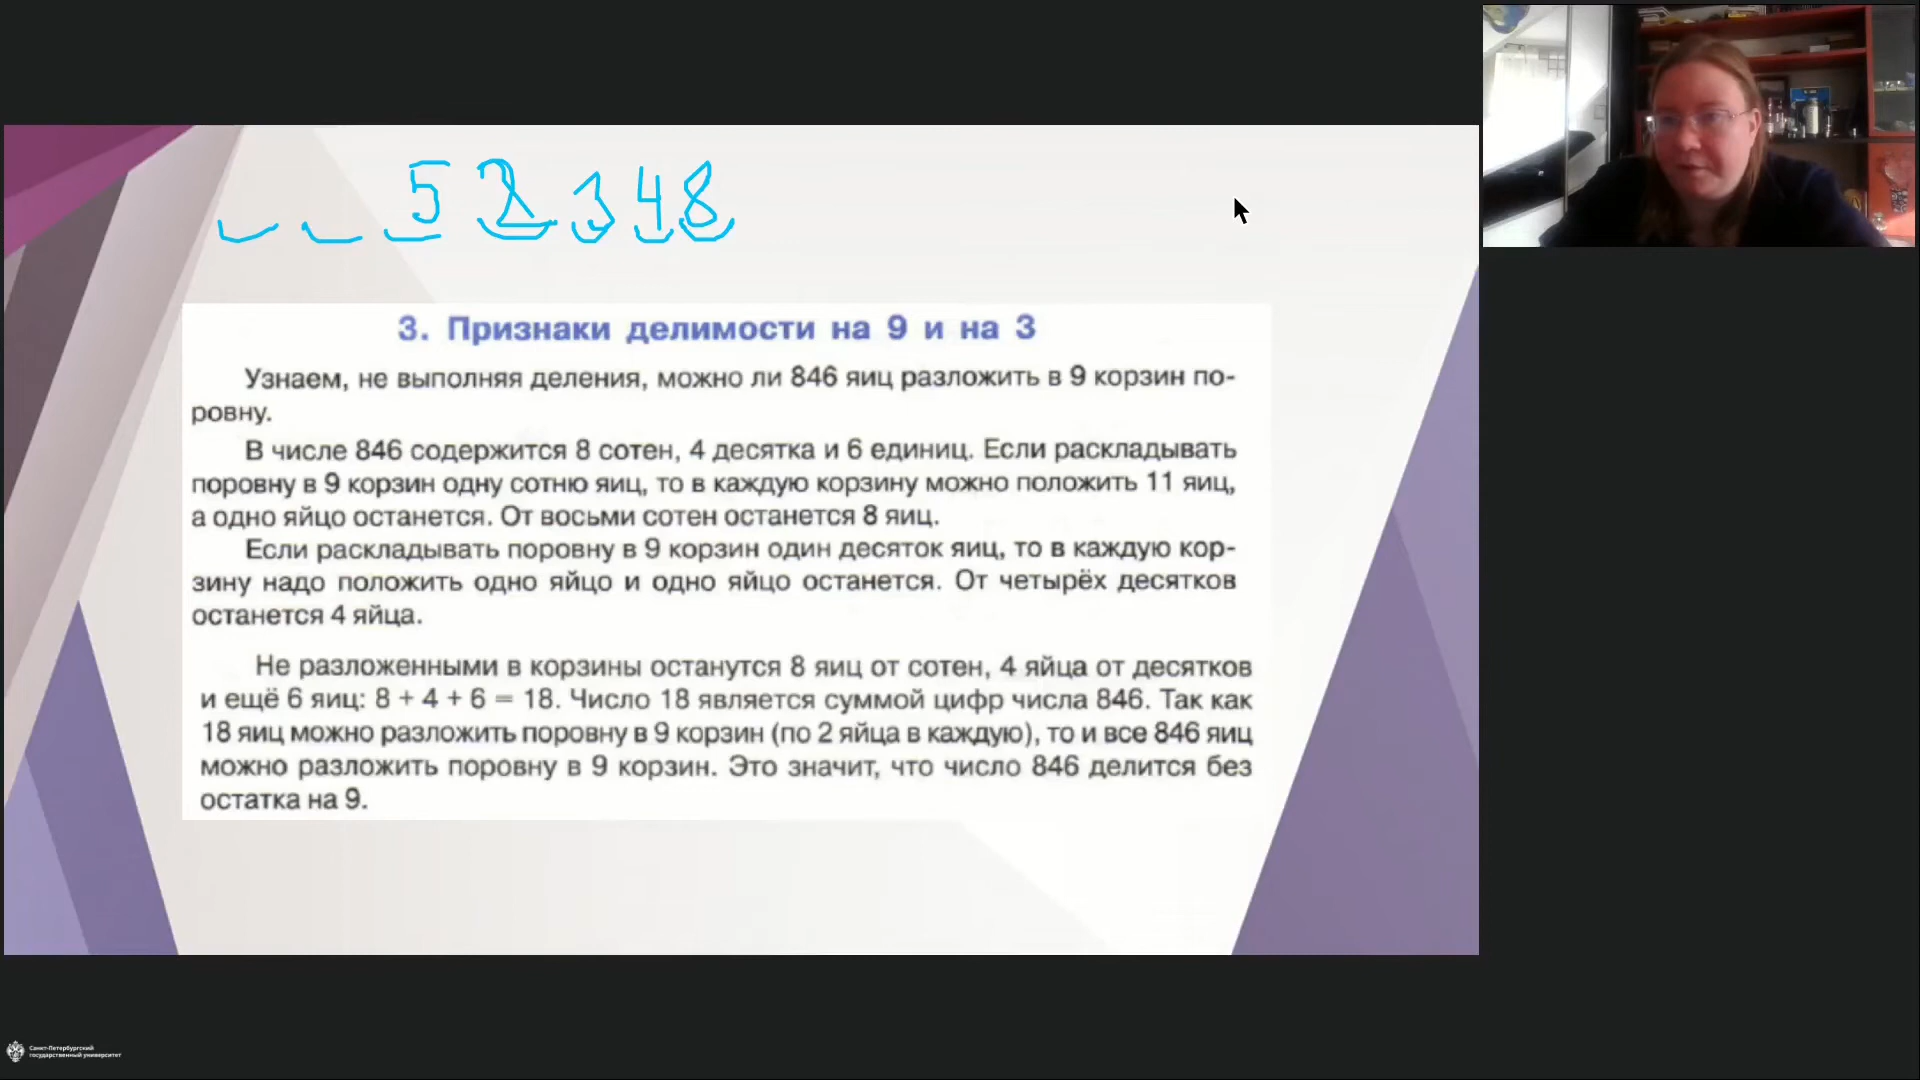 5 2 3 4 8
3. Признаки делимости на 9 и на 3
Узнаем, не выполняя деления, можно ли 846 яиц разложить в 9 корзин по-
ровну.
В числе 846 содержится 8 сотен, 4 десятка и 6 единиц. Если раскладывать
поровну в 9 корзин одну сотню яиц, то в каждую корзину можно положить 11 яиц,
а одно яйцо останется. От восьми сотен останется 8 яиц.
Если раскладывать поровну в 9 корзин один десяток яиц, то в каждую кор-
зину надо положить одно яйцо и одно яйцо останется. От четырёх десятков
останется 4 яйца.
Не разложенными в корзины останутся 8 яиц от сотен, 4 яйца от десятков
и ещё 6 яиц: 8 + 4 + 6 = 18. Число 18 является суммой цифр числа 846. Так как
18 яиц можно разложить поровну в 9 корзин (по 2 яйца в каждую), то и все 846 яиц
можно разложить поровну в 9 корзин. Это значит, что число 846 делится без
остатка на 9.
Санкт-Петербургский
государственный университет